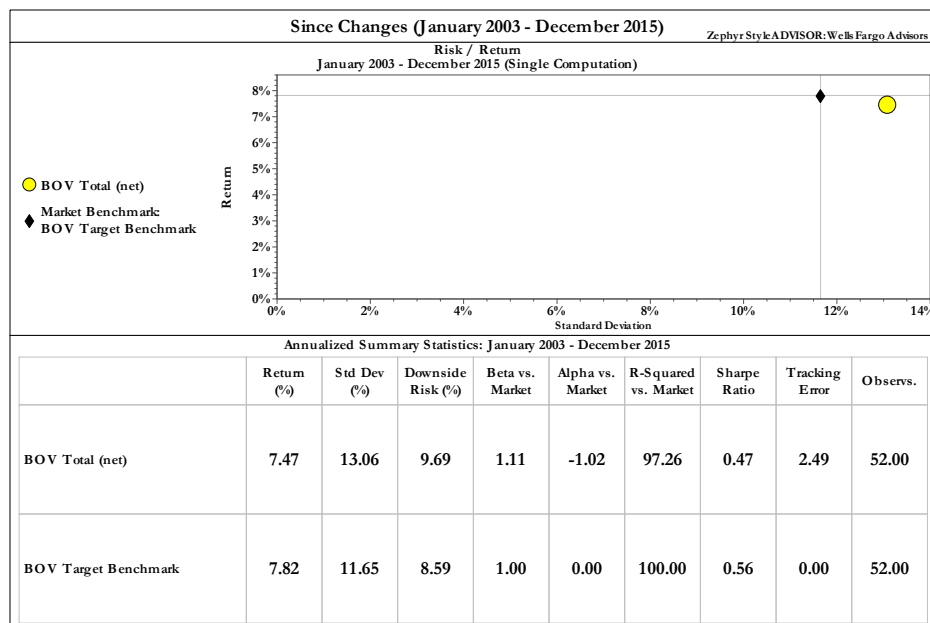 Since Changes (January 2003 - December 2015)
Zephyr StyleADVISOR: Wells Fargo Advisors
Risk / Return
January 2003 - December 2015 (Single Computation)
BOV Total (net)
Market Benchmark:
BOV Target Benchmark
Return
8%
7%
6%
5%
4%
3%
2%
1%
0%
0% 2% 4% 6% 8% 10% 12% 14%
Standard Deviation
Annualized Summary Statistics: January 2003 - December 2015
Return (%) Std Dev (%) Downside Risk (%) Beta vs. Market Alpha vs. Market R-Squared vs. Market Sharpe Ratio Tracking Error Observs.
BOV Total (net) 7.47 13.06 9.69 1.11 -1.02 97.26 0.47 2.49 52.00
BOV Target Benchmark 7.82 11.65 8.59 1.00 0.00 100.00 0.56 0.00 52.00